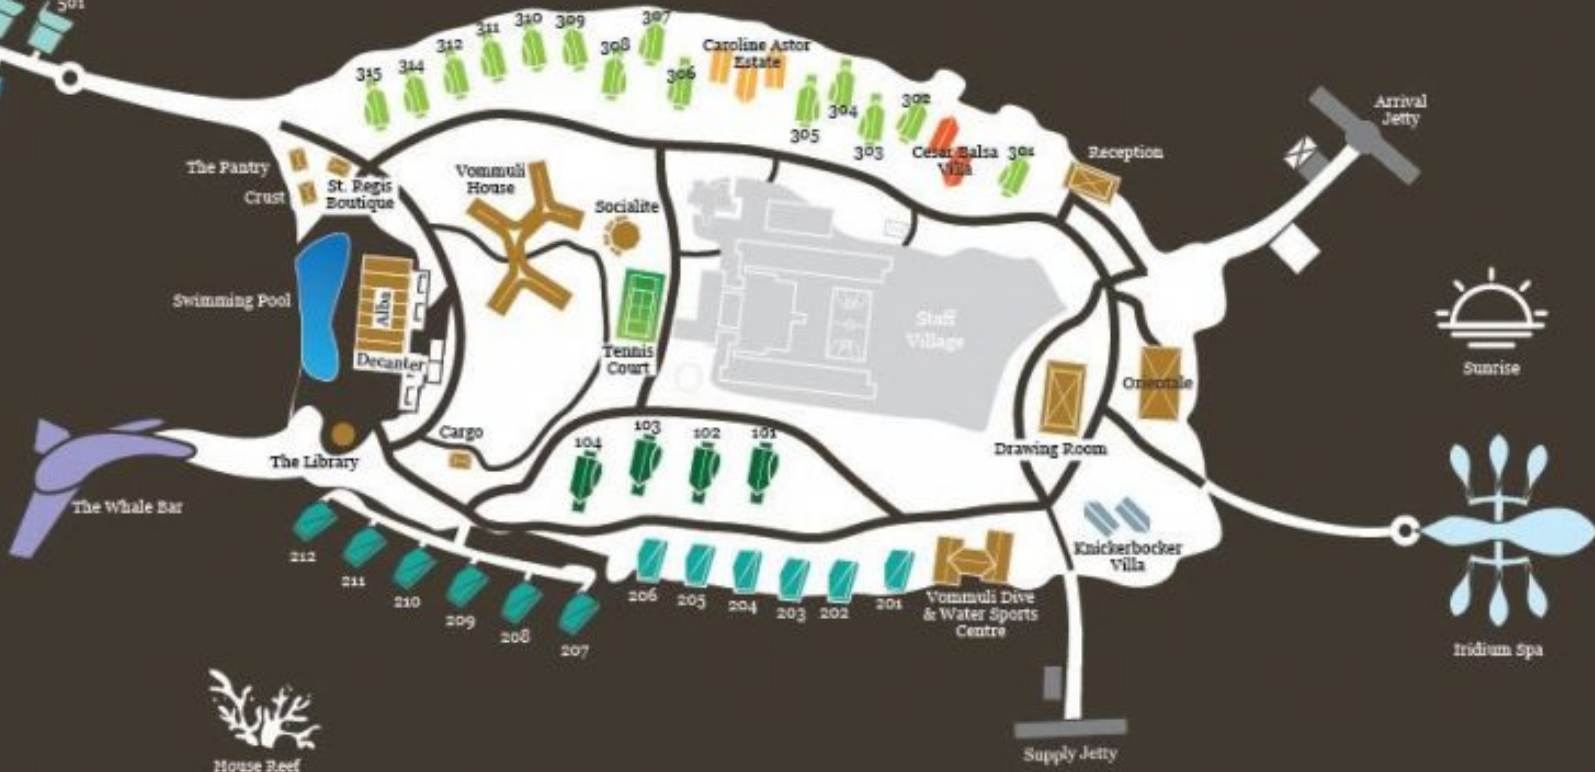 501
307
310
309
311
312
308
Caroline Astor
Estate
315
314
306
302
304
305
303
Cesar Balsa
Villa
301
Reception
Arrival
Jetty
The Pantry
Crust
St. Regis
Boutique
Vommuli
House
Socialite
Swimming Pool
Alba
Decanter
Tennis
Court
Staff
Village
Sunrise
Orientale
Drawing Room
The Library
Cargo
104
103
102
101
The Whale Bar
212
211
210
209
208
207
206
205
204
203
202
201
Vommuli Dive
& Water Sports
Centre
Knickerbocker
Villa
Iridium Spa
Supply Jetty
House Reef